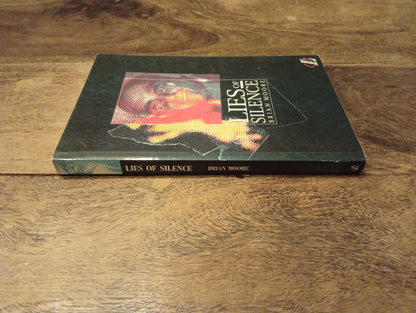 LIES OF
SILENCE
BRIAN MOORE
LIES OF SILENCE BRIAN MOORE